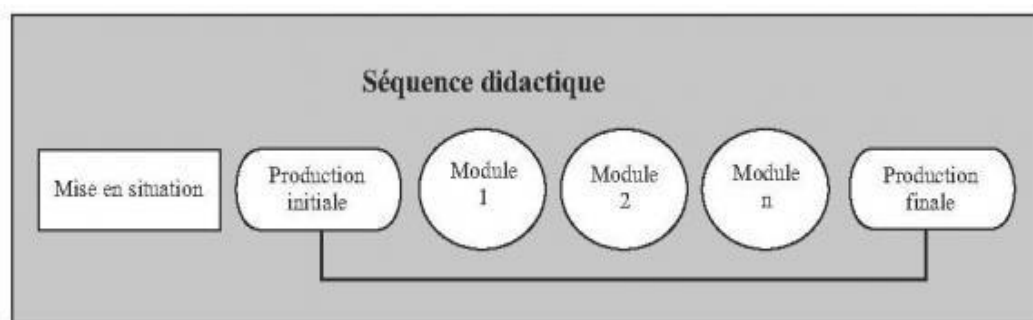 Séquence didactique
Mise en situation
Production
initiale
Module
1
Module
2
Module
n
Production
finale